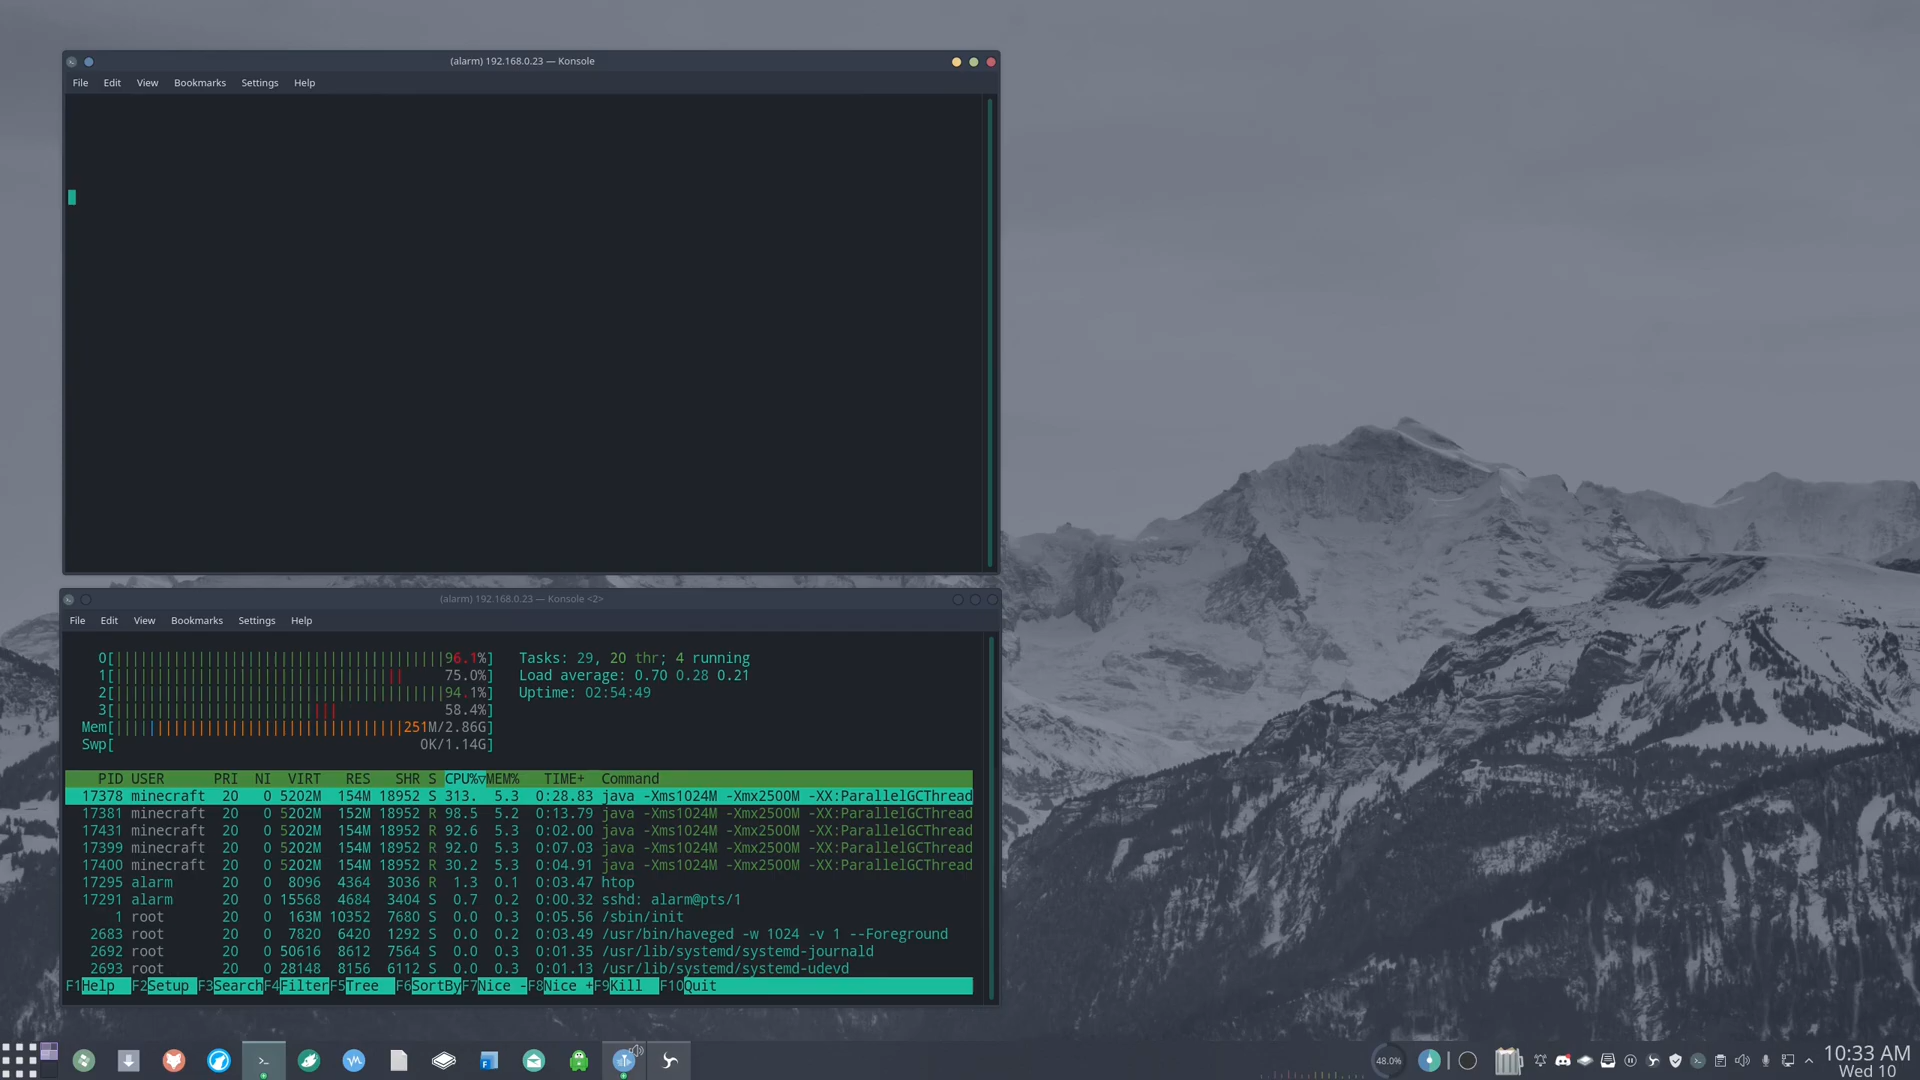 (alarm) 192.168.0.23 — Konsole
File Edit View Bookmarks Settings Help
(alarm) 192.168.0.23 — Konsole <2>
File Edit View Bookmarks Settings Help
0[|||||||||||||||||||||||||||||||||||||||96.1%] Tasks: 29, 20 thr; 4 running
1[||||||||||||||||||||||||||||||||||| 75.0%] Load average: 0.70 0.28 0.21
2[|||||||||||||||||||||||||||||||||||||||94.1%] Uptime: 02:54:49
3[||||||||||||||||||||||||||| 58.4%]
Mem[|||||||||||||||||||||||||||||||||||251M/2.86G]
Swp[ 0K/1.14G]
PID USER PRI NI VIRT RES SHR S CPU%▽MEM% TIME+ Command
17378 minecraft 20 0 5202M 154M 18952 S 313. 5.3 0:28.83 java -Xms1024M -Xmx2500M -XX:ParallelGCThread
17381 minecraft 20 0 5202M 152M 18952 R 98.5 5.2 0:13.79 java -Xms1024M -Xmx2500M -XX:ParallelGCThread
17431 minecraft 20 0 5202M 154M 18952 R 92.6 5.3 0:02.00 java -Xms1024M -Xmx2500M -XX:ParallelGCThread
17399 minecraft 20 0 5202M 154M 18952 R 92.0 5.3 0:07.03 java -Xms1024M -Xmx2500M -XX:ParallelGCThread
17400 minecraft 20 0 5202M 154M 18952 R 30.2 5.3 0:04.91 java -Xms1024M -Xmx2500M -XX:ParallelGCThread
17295 alarm 20 0 8096 4364 3036 R 1.3 0.1 0:03.47 htop
17291 alarm 20 0 15568 4684 3404 S 0.7 0.2 0:00.32 sshd: alarm@pts/1
1 root 20 0 163M 10352 7680 S 0.0 0.3 0:05.56 /sbin/init
2683 root 20 0 7820 6420 1292 S 0.0 0.2 0:03.49 /usr/bin/haveged -w 1024 -v 1 --Foreground
2692 root 20 0 50616 8612 7564 S 0.0 0.3 0:01.35 /usr/lib/systemd/systemd-journald
2693 root 20 0 28148 8156 6112 S 0.0 0.3 0:01.13 /usr/lib/systemd/systemd-udevd
F1Help F2Setup F3SearchF4FilterF5Tree F6SortByF7Nice -F8Nice +F9Kill F10Quit
48.0% 10:33 AM
Wed 10